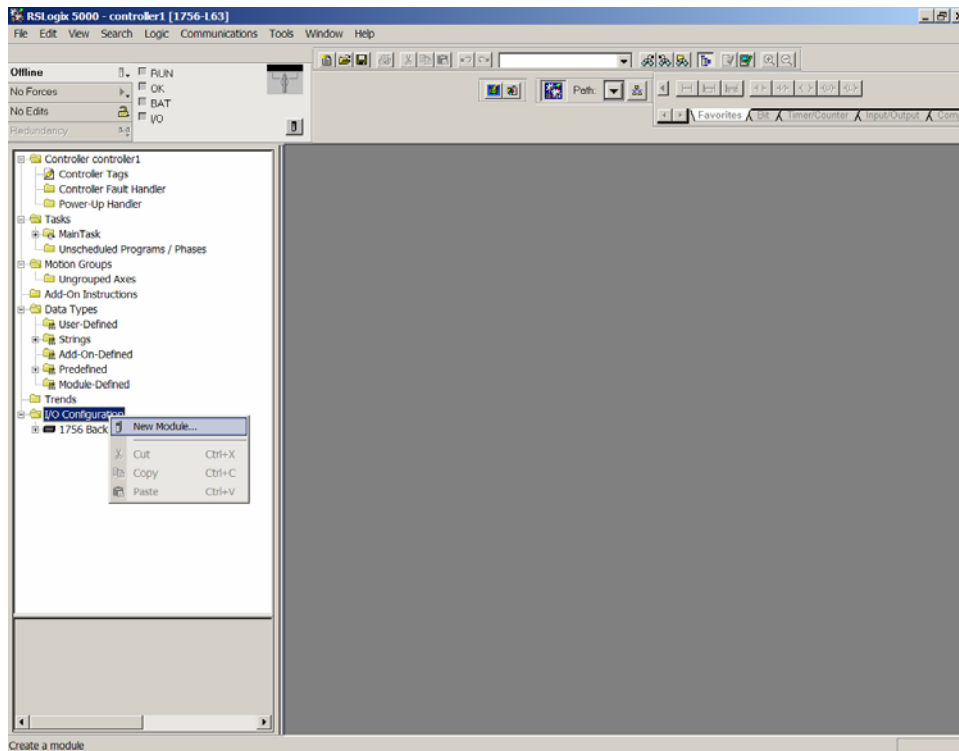 RSLogix 5000 - controller1 [1756-L63]
File Edit View Search Logic Communications Tools Window Help
Offline
RUN
No Forces
OK
No Edits
BAT
I/O
Redundancy
Path:
Favorites Bit Timer/Counter Input/Output Com
Controller controller1
Controller Tags
Controller Fault Handler
Power-Up Handler
Tasks
MainTask
Unscheduled Programs / Phases
Motion Groups
Ungrouped Axes
Add-On Instructions
Data Types
User-Defined
Strings
Add-On-Defined
Predefined
Module-Defined
Trends
I/O Configuration
1756 Back
New Module...
Cut Ctrl+X
Copy Ctrl+C
Paste Ctrl+V
Create a module